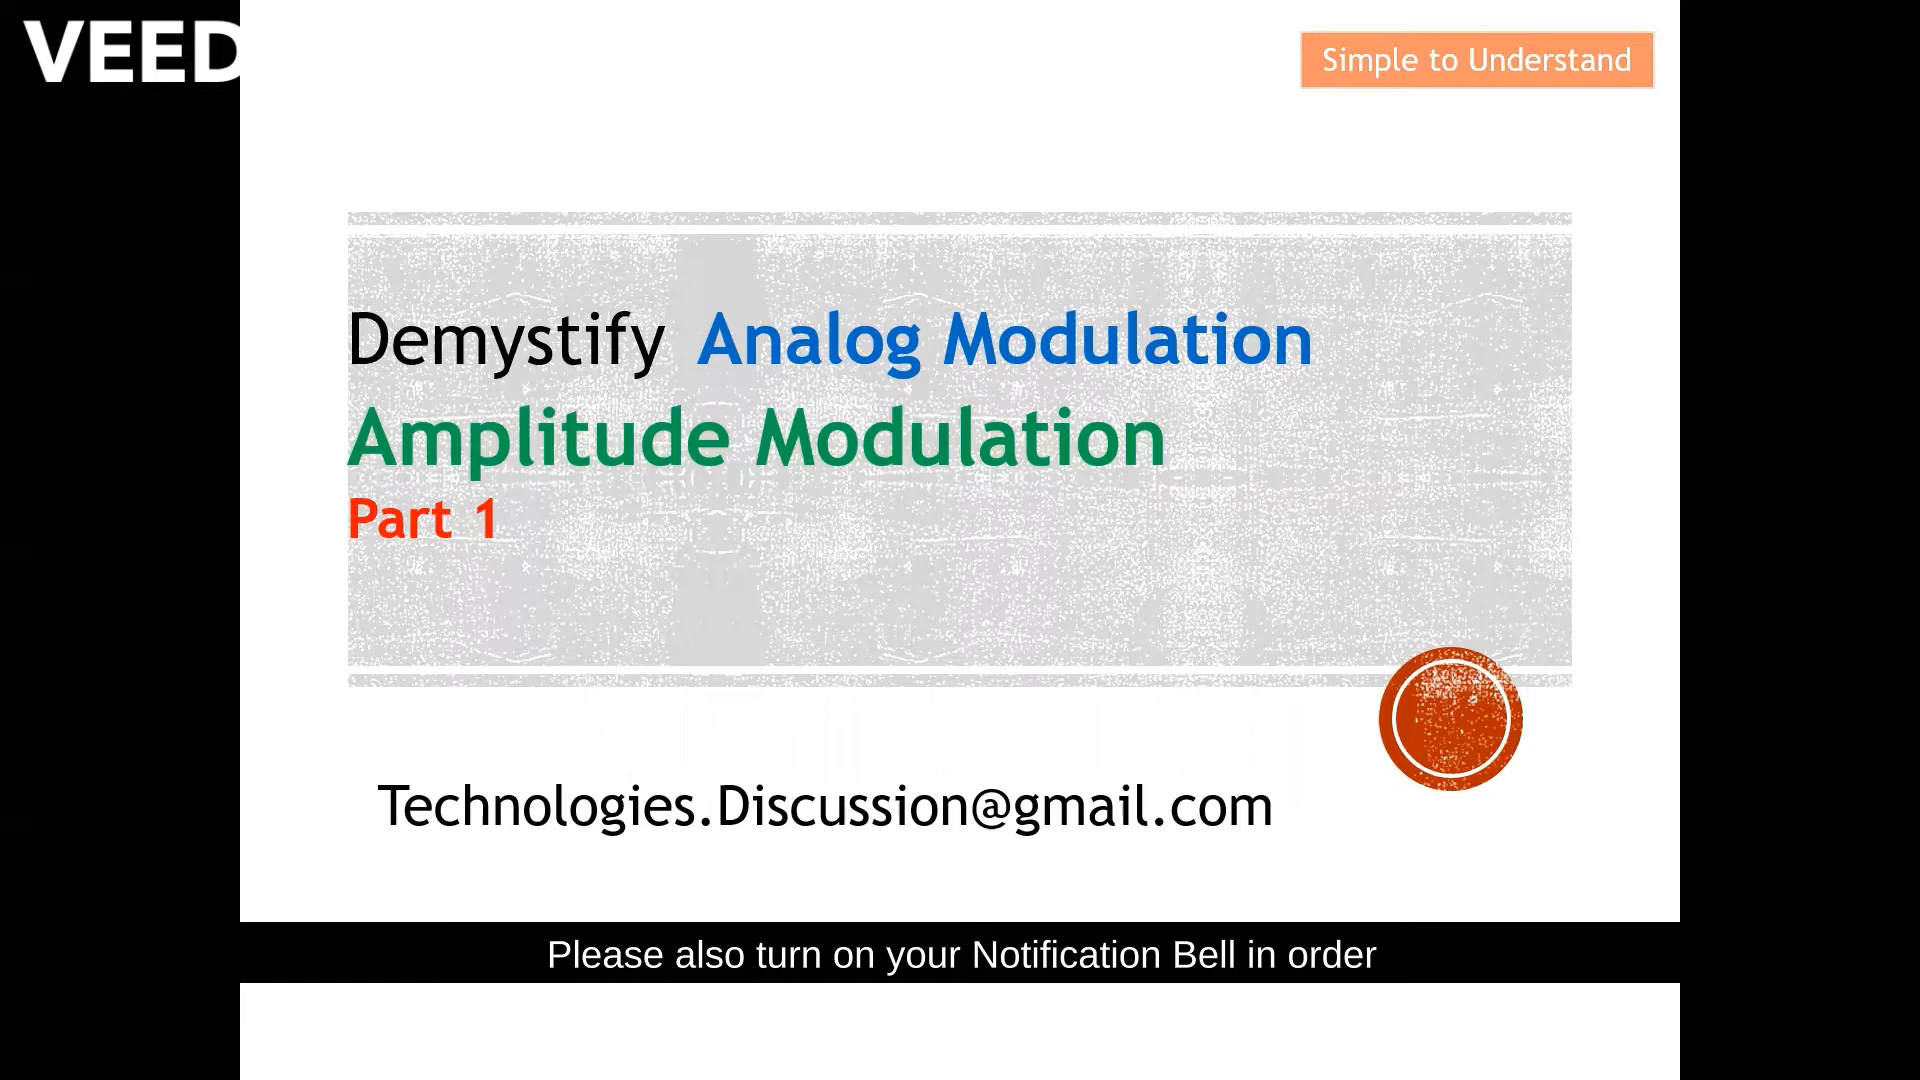 VEED
Simple to Understand
Demystify Analog Modulation
Amplitude Modulation
Part 1
Technologies.Discussion@gmail.com
Please also turn on your Notification Bell in order